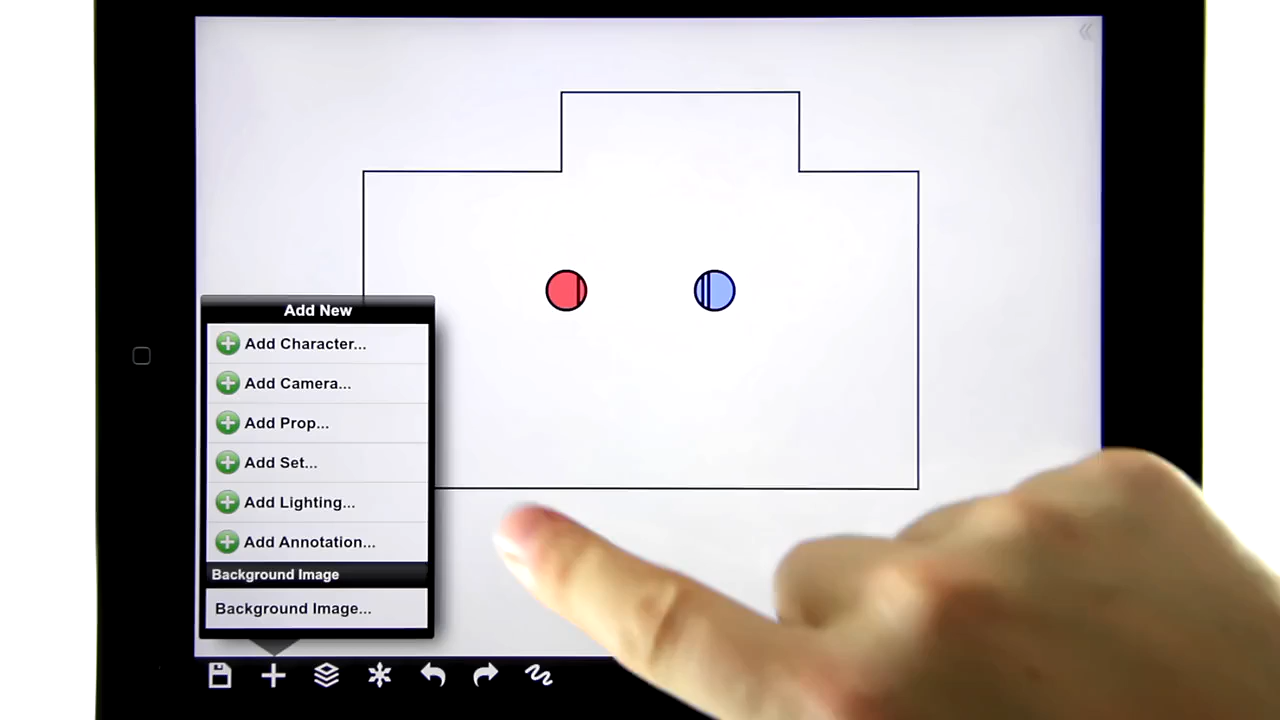 Add New
Add Character...
Add Camera...
Add Prop...
Add Set...
Add Lighting...
Add Annotation...
Background Image
Background Image...